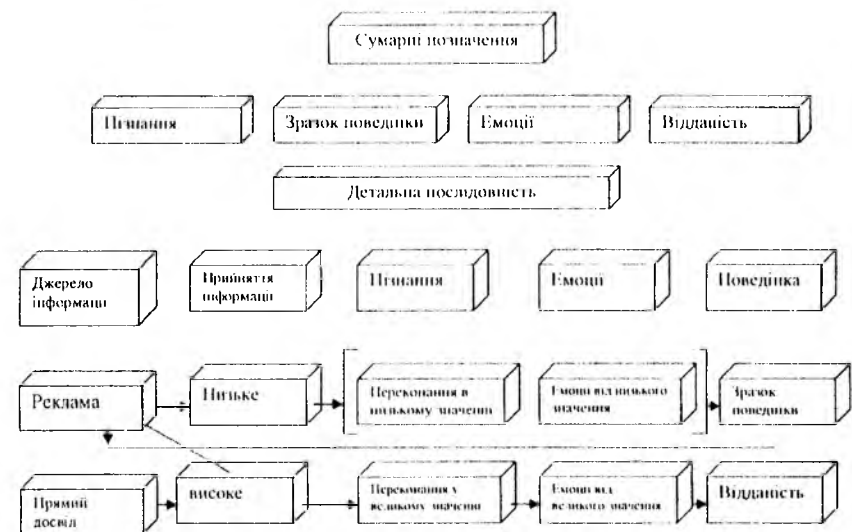 Сумарні позначення
Пізнання
Зразок поведінки
Емоції
Відданість
Детальна послідовність
Джерело
інформації
Прийняття
інформації
Пізнання
Емоції
Поведінка
Реклама
Низьке
Переконання в
низькому значенні
Емоції від низького
значення
Зразок
поведінки
Прямий
досвід
високе
Переконання у
великому значенні
Емоції від
великого значення
Відданість